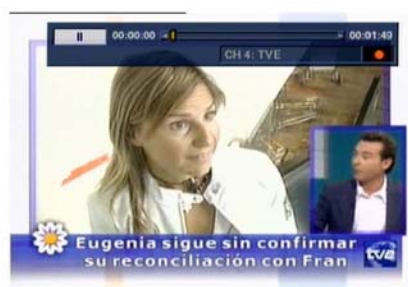 00:00:00
00:01:49
CH 4: TVE
Eugenia sigue sin confirmar
su reconciliación con Fran
tve